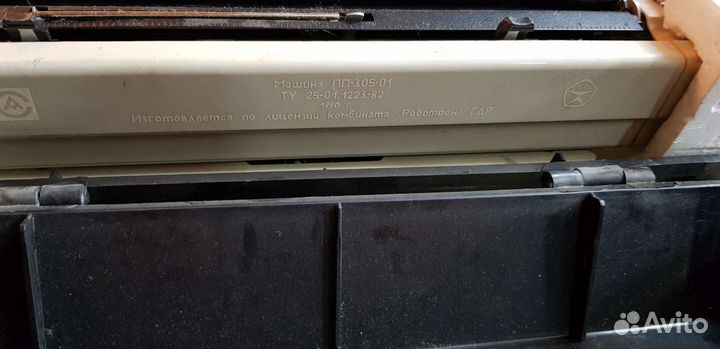 Машина ПП-305-01
ТУ 25-01.1223-82
1990 г.
Изготовляется по лицензии комбината „Роботрон" ГДР
Avito